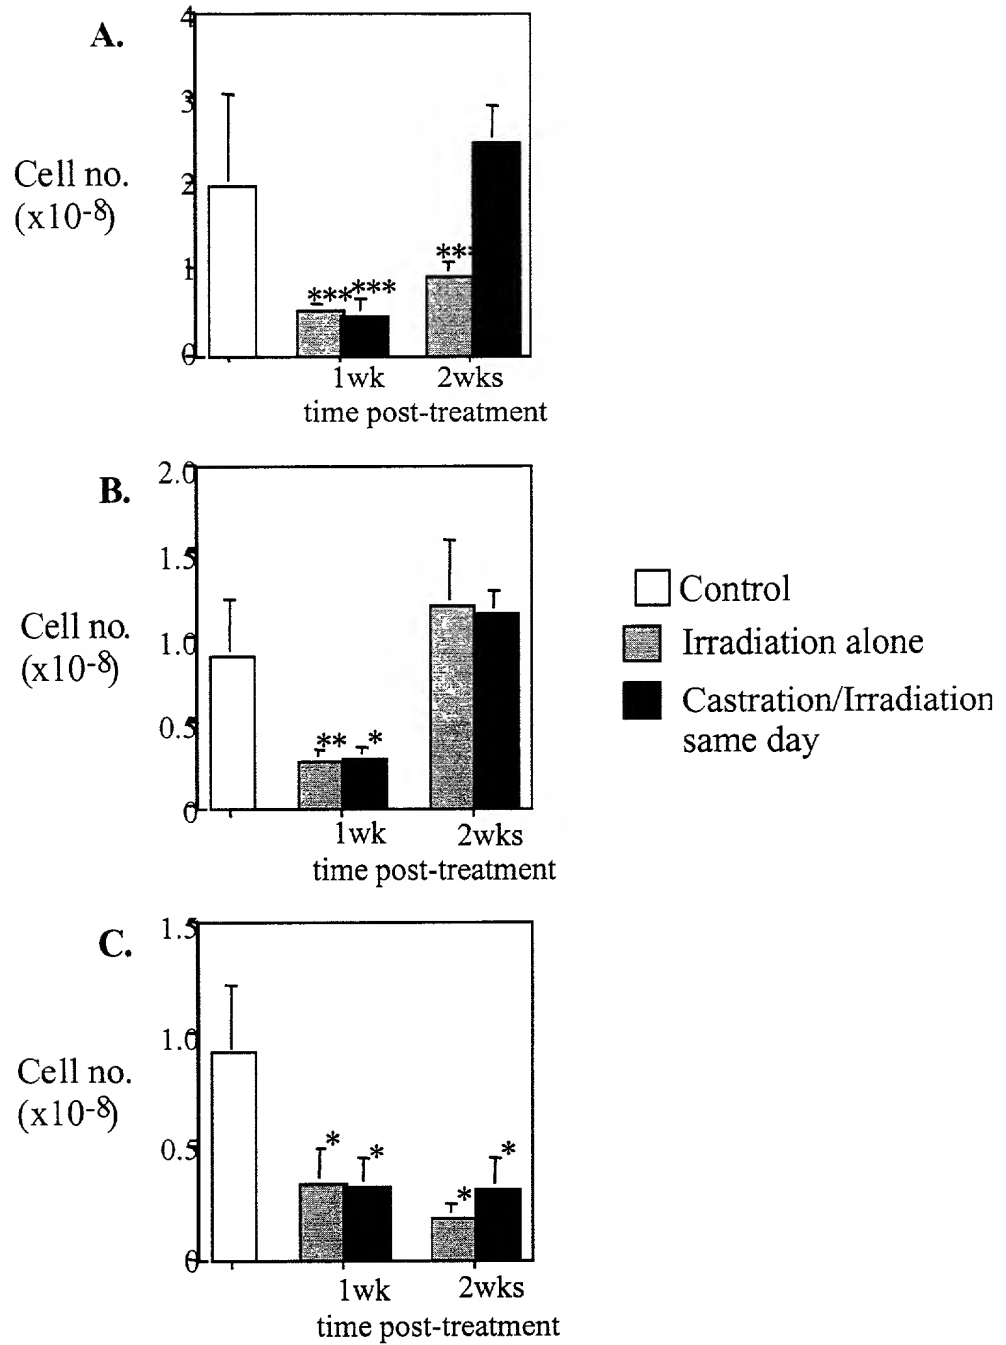 A.
4
3
2
1
0
Cell no.
(x10-8)
***
***
***
1wk
2wks
time post-treatment
B.
2.0
1.5
1.0
0.5
0
Cell no.
(x10-8)
**
*
1wk
2wks
time post-treatment
Control
Irradiation alone
Castration/Irradiation
same day
C.
1.5
1.0
0.5
0
Cell no.
(x10-8)
*
*
*
*
1wk
2wks
time post-treatment